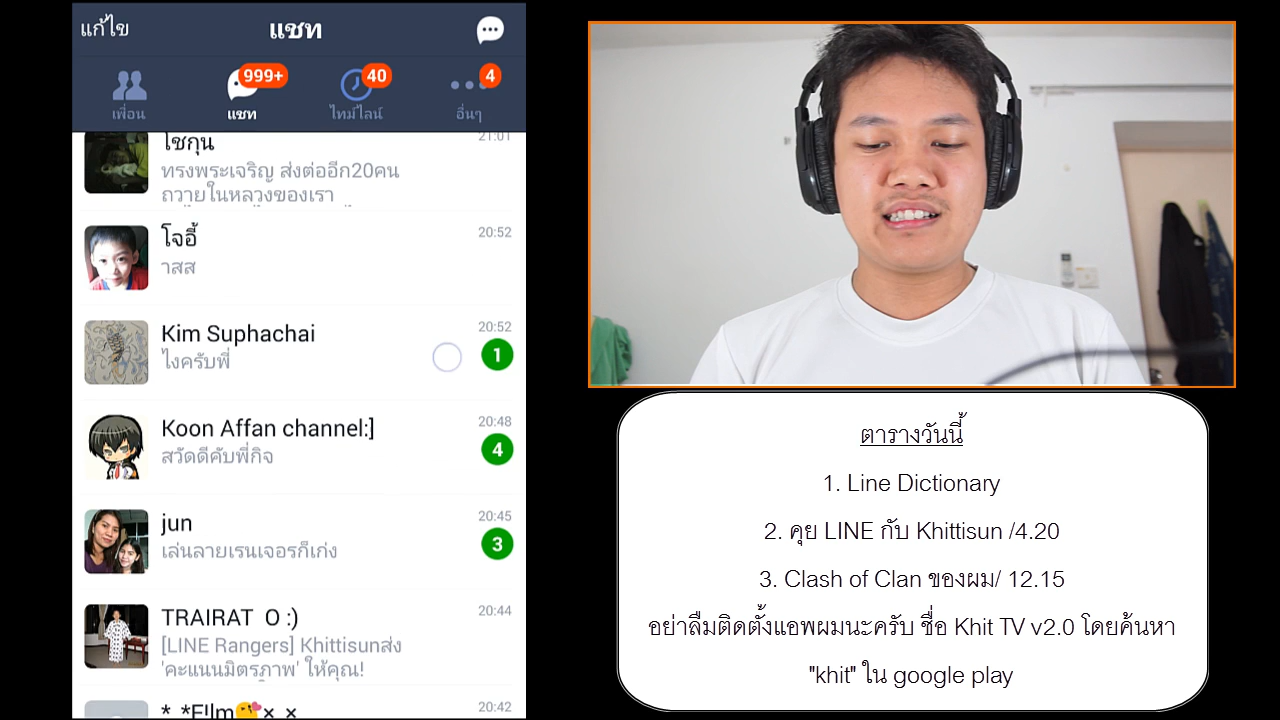 แก้ไข
แชท
999+
40
4
เพื่อน
แชท
ไทม์ไลน์
อื่นๆ
โชกุน
21:01
ทรงพระเจริญ ส่งต่ออีก20คน
ถวายในหลวงของเรา
โจอี้
20:52
าสส
Kim Suphachai
20:52
ไงครับพี่
1
Koon Affan channel:]
20:48
สวัดดีคับพี่กิจ
4
jun
20:45
เล่นลายเรนเจอรก็เก่ง
3
TRAIRAT O :)
20:44
[LINE Rangers] Khittisunส่ง
'คะแนนมิตรภาพ' ให้คุณ!
20:42
ตารางวันนี้
1. Line Dictionary
2. คุย LINE กับ Khittisun /4.20
3. Clash of Clan ของผม/ 12.15
อย่าลืมติดตั้งแอพผมนะครับ ชื่อ Khit TV v2.0 โดยค้นหา
"khit" ใน google play